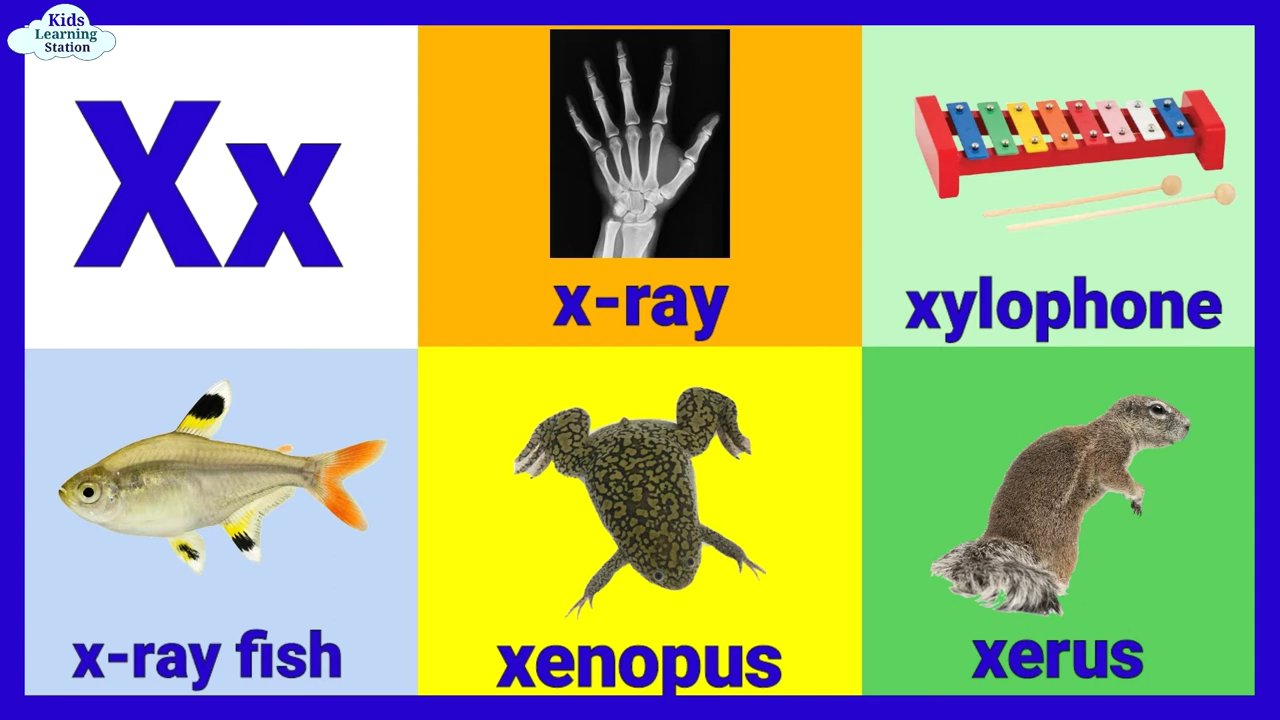 Kids
Learning
Station
Xx
x-ray
xylophone
x-ray fish
xenopus
xerus